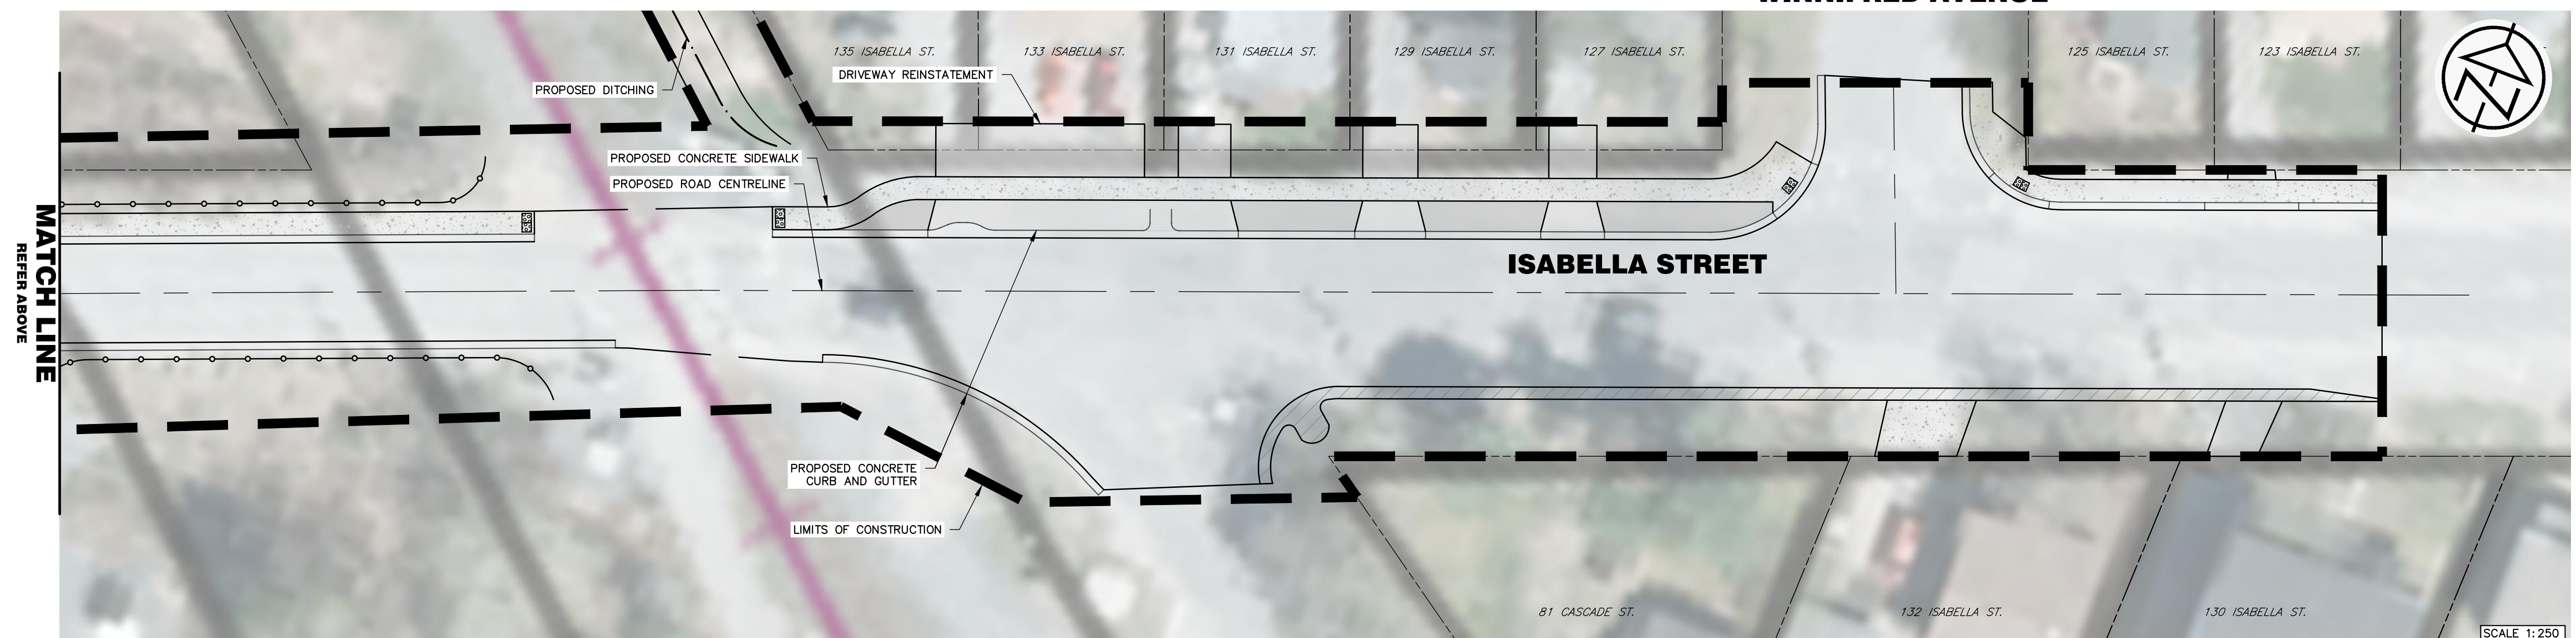 WINNIFRED AVENUE
135 ISABELLA ST.
133 ISABELLA ST.
131 ISABELLA ST.
129 ISABELLA ST.
127 ISABELLA ST.
125 ISABELLA ST.
123 ISABELLA ST.
DRIVEWAY REINSTATEMENT
PROPOSED DITCHING
PROPOSED CONCRETE SIDEWALK
PROPOSED ROAD CENTRELINE
MATCH LINE
REFER ABOVE
ISABELLA STREET
PROPOSED CONCRETE
CURB AND GUTTER
LIMITS OF CONSTRUCTION
81 CASCADE ST.
132 ISABELLA ST.
130 ISABELLA ST.
SCALE 1:250